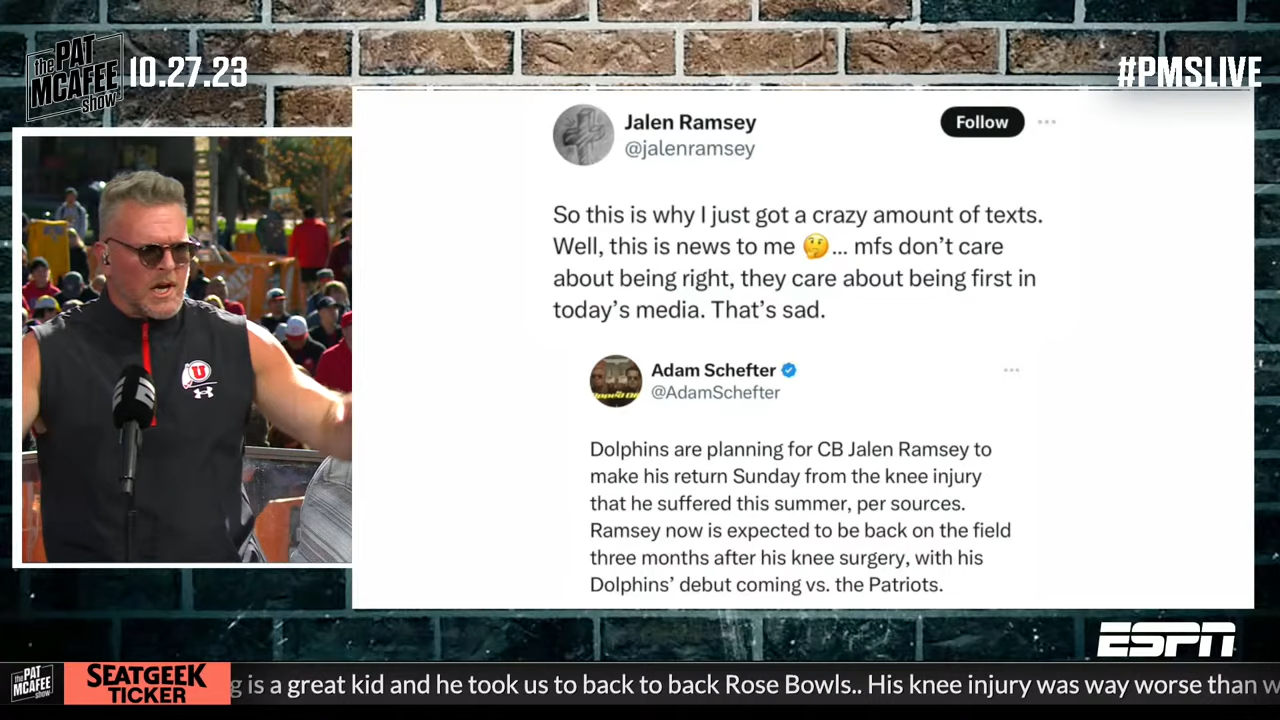 the PAT MCAFEE show
10.27.23
#PMSLIVE
Jalen Ramsey
@jalenramsey
Follow
So this is why I just got a crazy amount of texts.
Well, this is news to me 🤔... mfs don’t care
about being right, they care about being first in
today’s media. That’s sad.
Adam Schefter
@AdamSchefter
Dolphins are planning for CB Jalen Ramsey to
make his return Sunday from the knee injury
that he suffered this summer, per sources.
Ramsey now is expected to be back on the field
three months after his knee surgery, with his
Dolphins’ debut coming vs. the Patriots.
U
ESPN
the PAT MCAFEE show
SEATGEEK
TICKER
g is a great kid and he took us to back to back Rose Bowls.. His knee injury was way worse than w